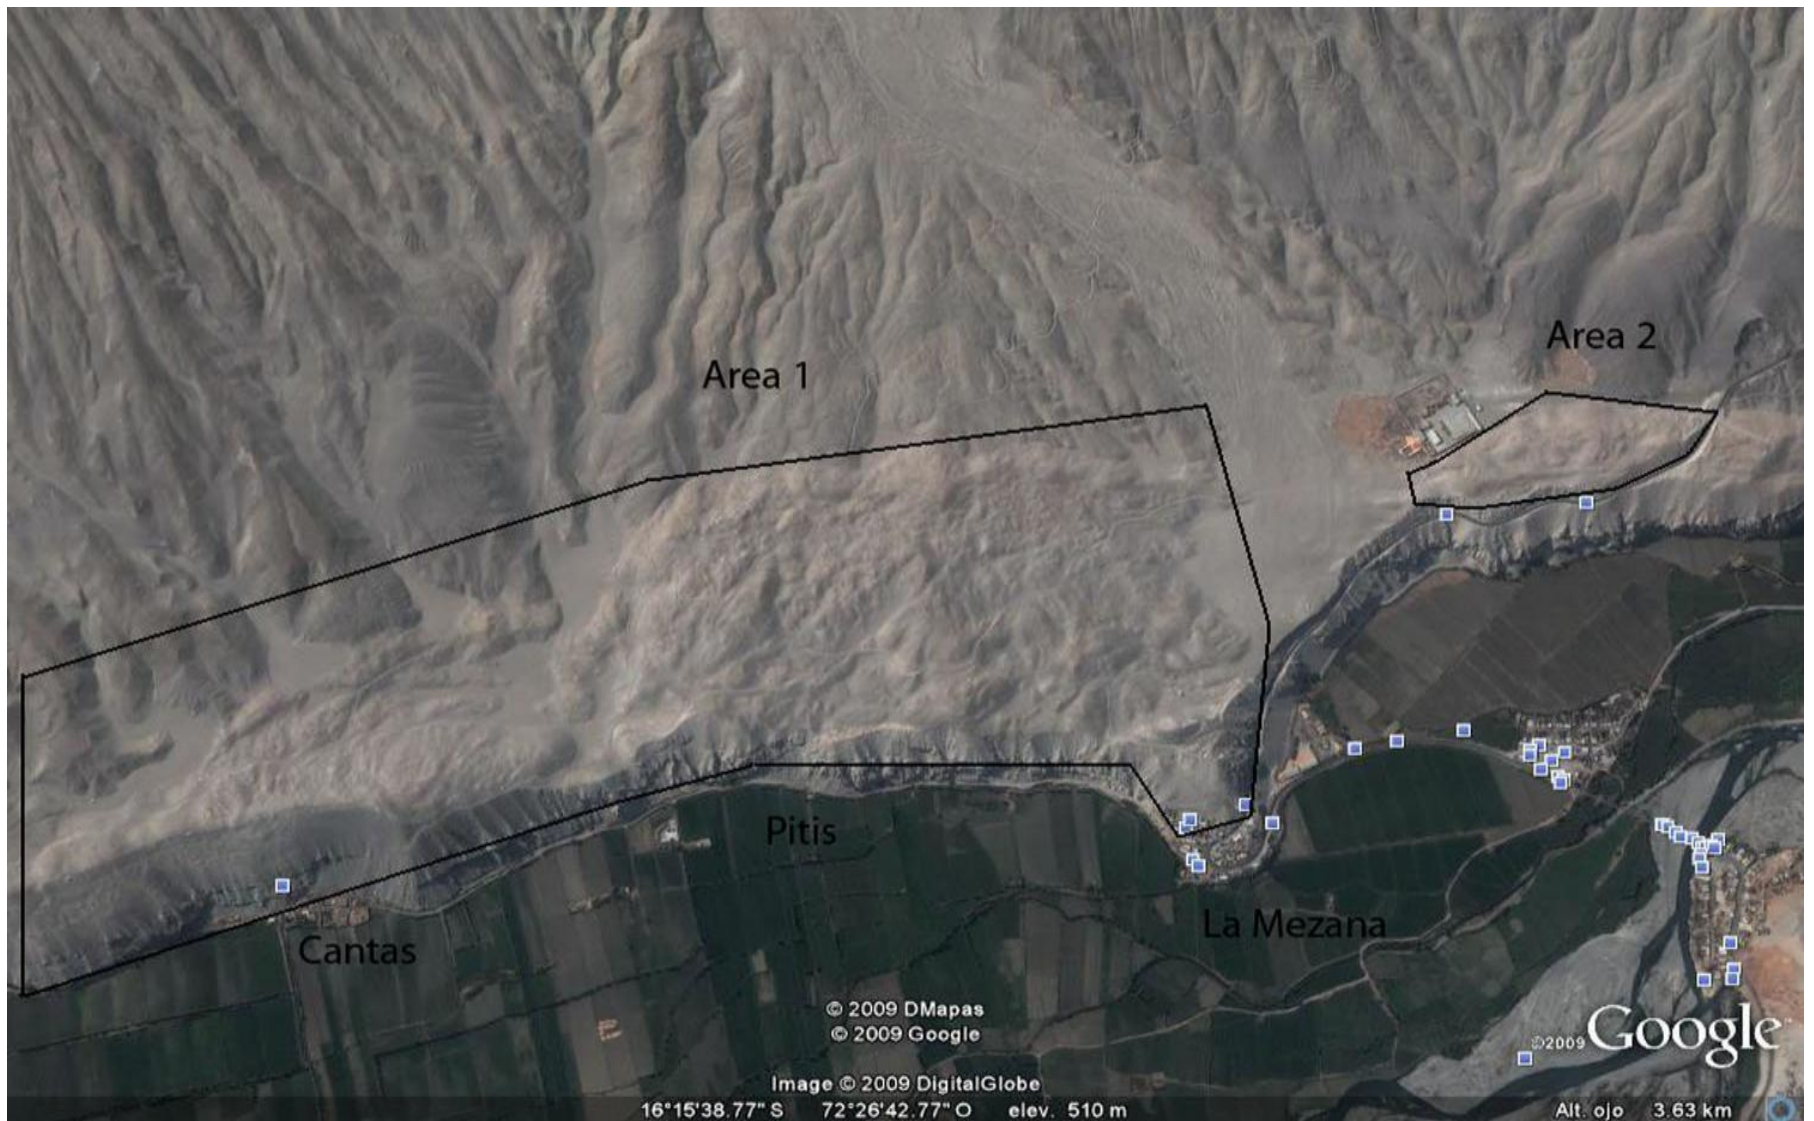 Area 2
Area 1
Pitis
La Mezana
Cantas
© 2009 DMapas
© 2009 Google
©2009 Google™
Image © 2009 DigitalGlobe
16°15'38.77" S 72°26'42.77" O elev. 510 m Alt. ojo 3.63 km